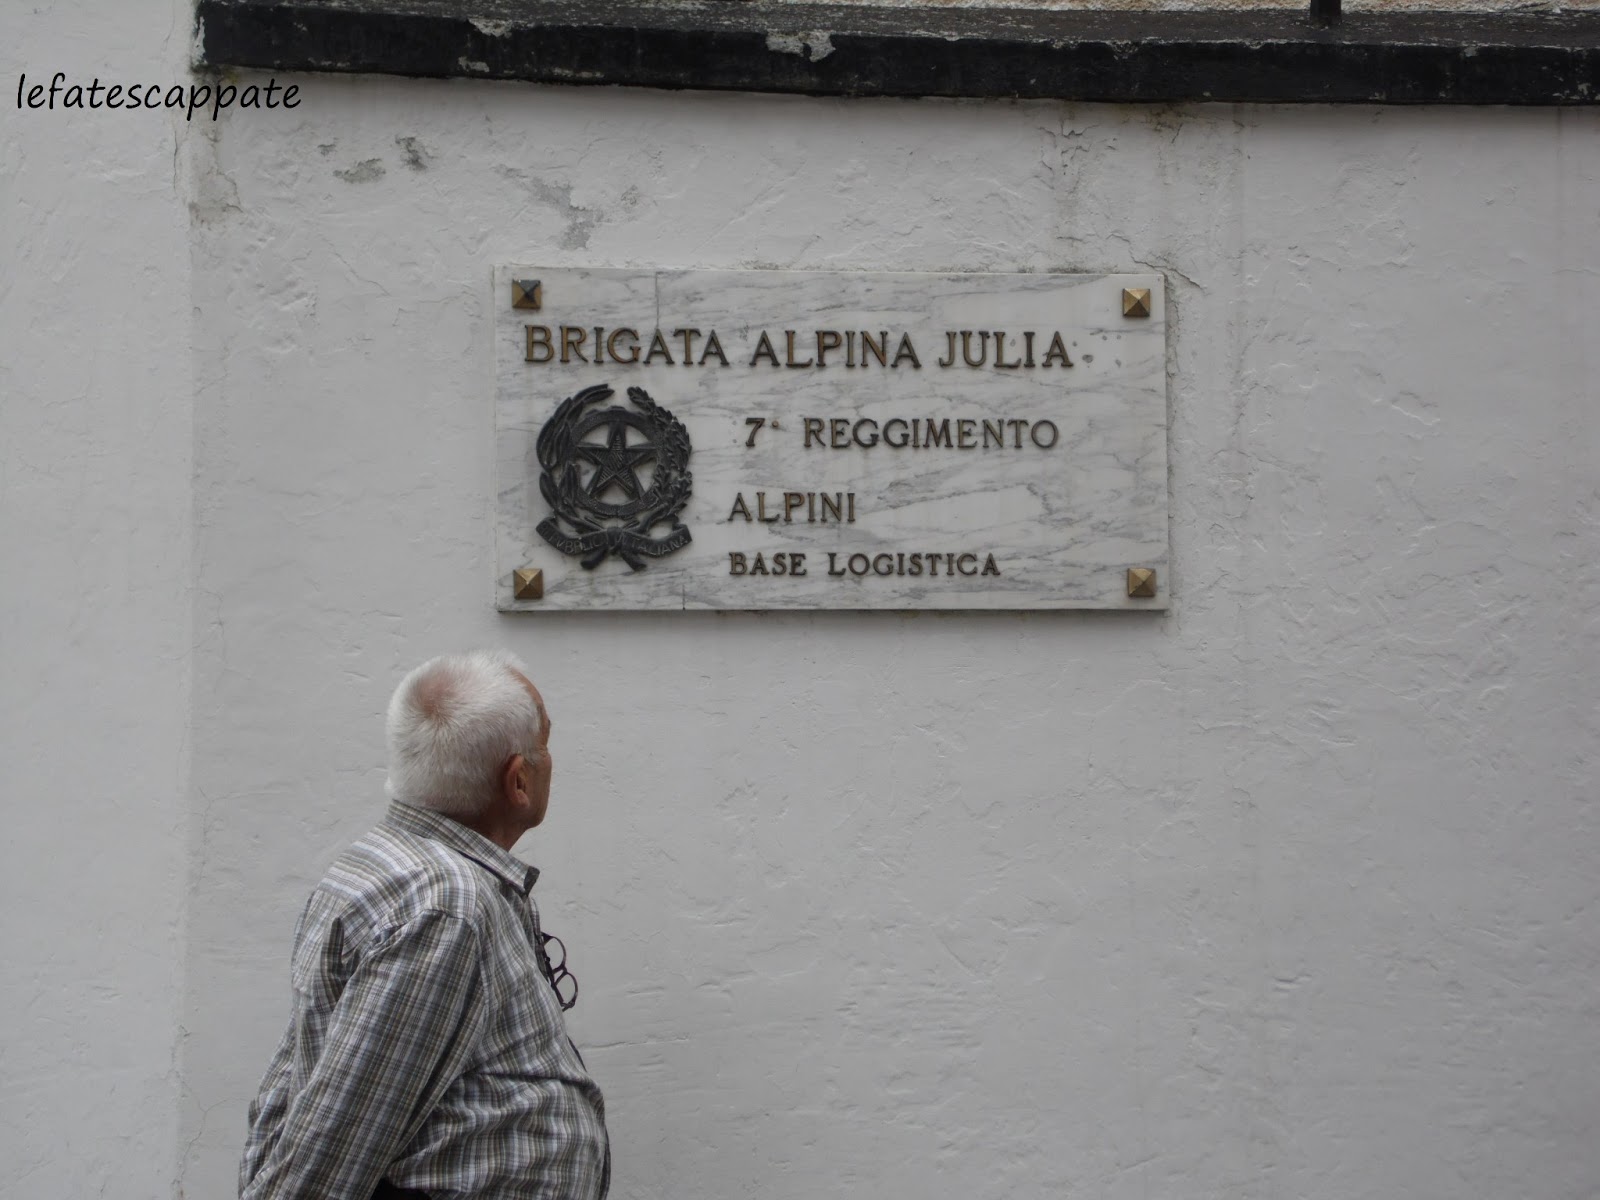 lefatescappate
BRIGATA ALPINA JULIA
7° REGGIMENTO
ALPINI
BASE LOGISTICA